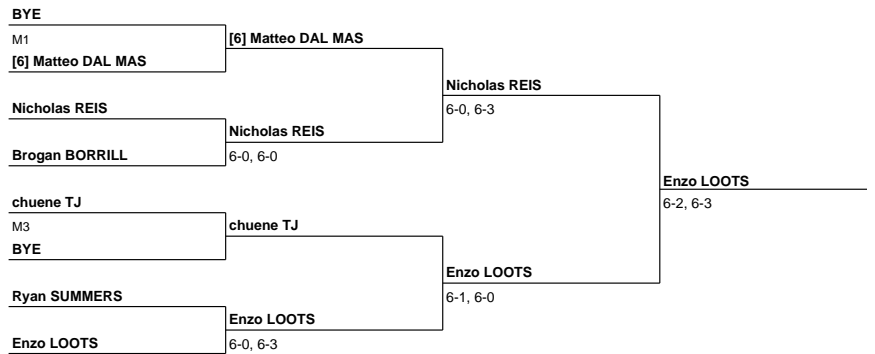 BYE
M1
[6] Matteo DAL MAS
[6] Matteo DAL MAS
Nicholas REIS
6-0, 6-3
Nicholas REIS
Nicholas REIS
6-0, 6-0
Brogan BORRILL
Enzo LOOTS
6-2, 6-3
chuene TJ
M3
chuene TJ
BYE
Enzo LOOTS
6-1, 6-0
Ryan SUMMERS
Enzo LOOTS
6-0, 6-3
Enzo LOOTS